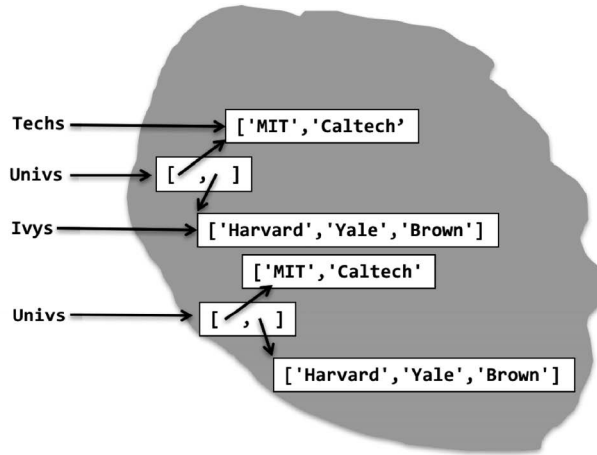 Techs ['MIT','Caltech’
Univs [ , ]
Ivys ['Harvard','Yale','Brown']
['MIT','Caltech'
Univs [ , ]
['Harvard','Yale','Brown']